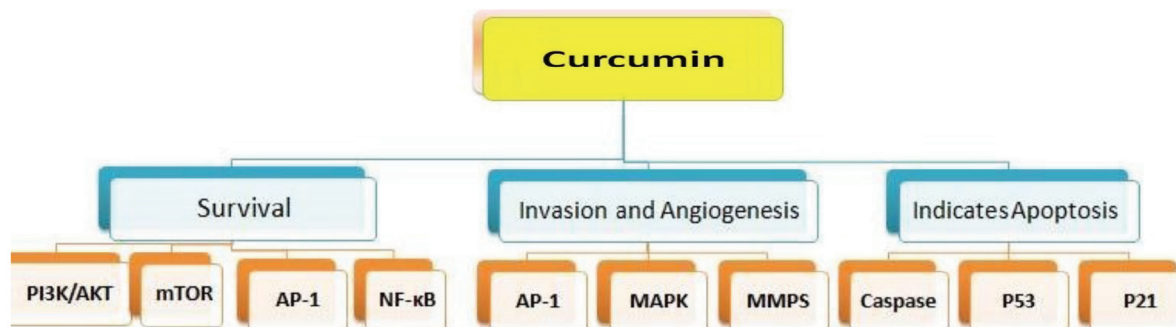 Curcumin
Survival
Invasion and Angiogenesis
Indicates Apoptosis
PI3K/AKT
mTOR
AP-1
NF-κB
AP-1
MAPK
MMPS
Caspase
P53
P21